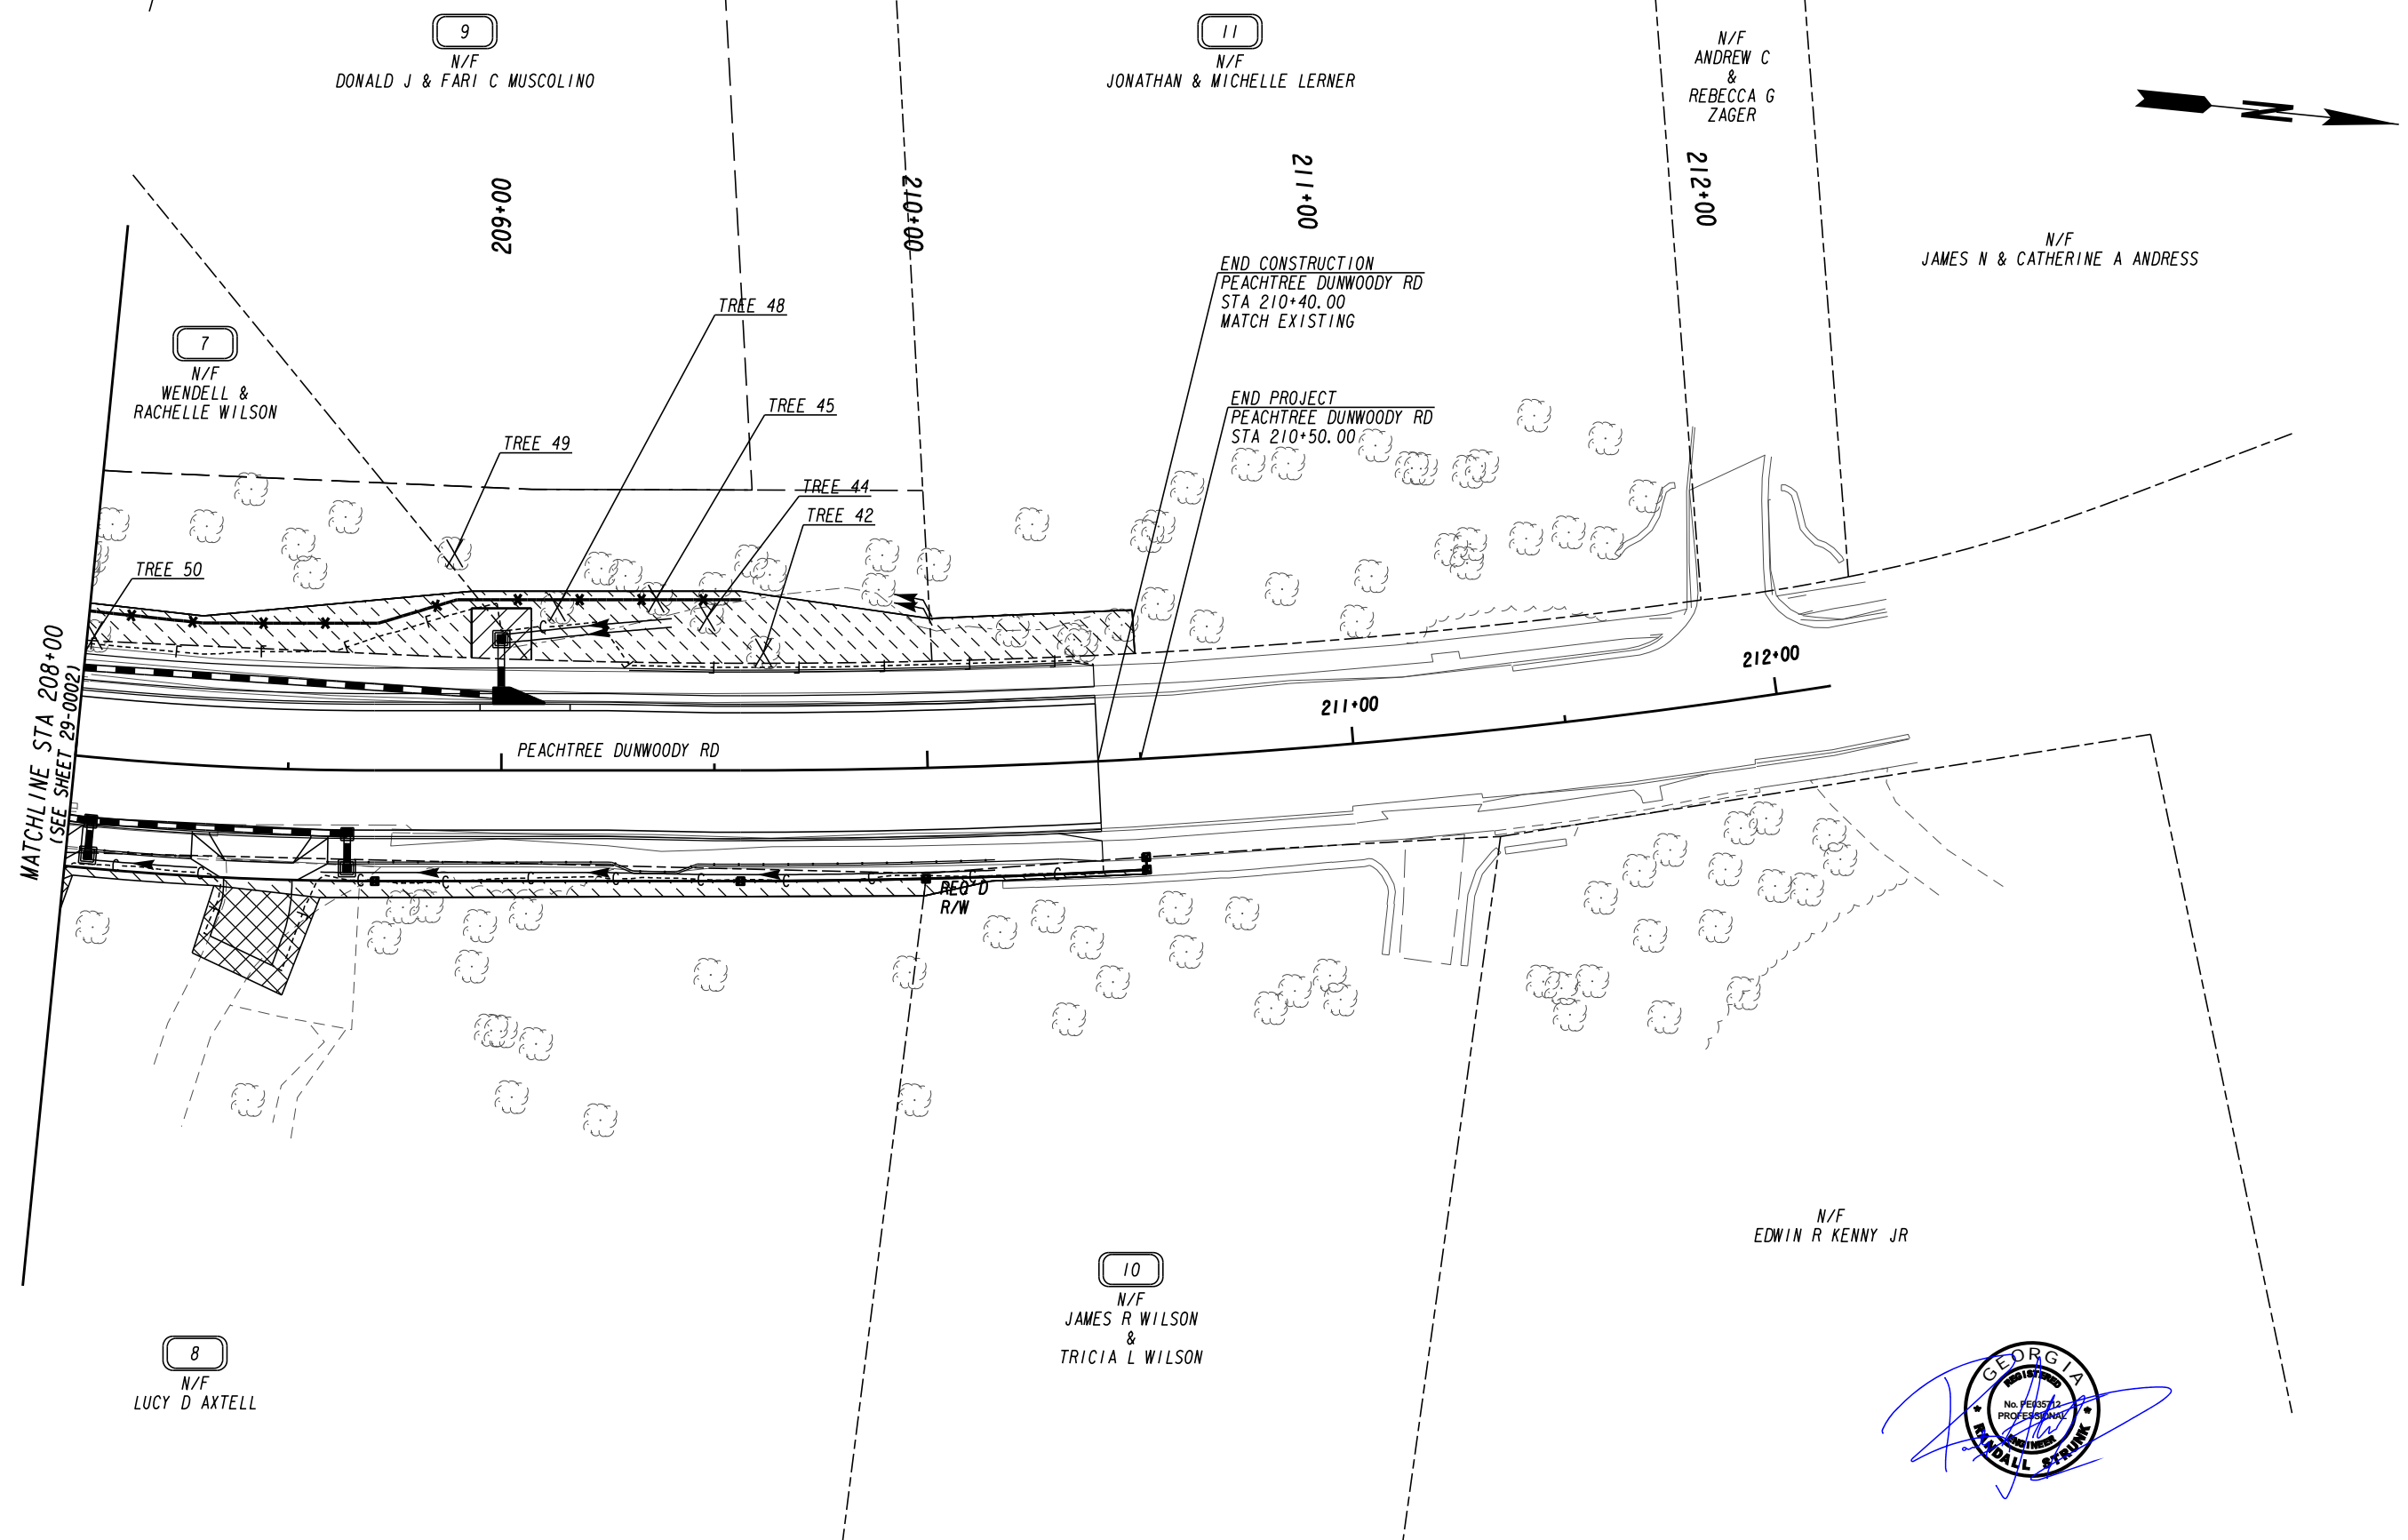 9
N/F
DONALD J & FARI C MUSCOLINO
11
N/F
JONATHAN & MICHELLE LERNER
N/F
ANDREW C
&
REBECCA G
ZAGER
N
209+00
210+00
211+00
212+00
N/F
JAMES N & CATHERINE A ANDRESS
END CONSTRUCTION
PEACHTREE DUNWOODY RD
STA 210+40.00
MATCH EXISTING
TREE 48
7
N/F
WENDELL &
RACHELLE WILSON
TREE 45
END PROJECT
PEACHTREE DUNWOODY RD
STA 210+50.00
TREE 49
TREE 44
TREE 42
TREE 50
MATCHLINE STA 208+00
(SEE SHEET 29-0002)
212+00
211+00
PEACHTREE DUNWOODY RD
REQ'D
R/W
N/F
EDWIN R KENNY JR
10
N/F
JAMES R WILSON
&
TRICIA L WILSON
8
N/F
LUCY D AXTELL
GEORGIA
REGISTERED
No. PE035712
PROFESSIONAL
ENGINEER
RANDALL STRUNK